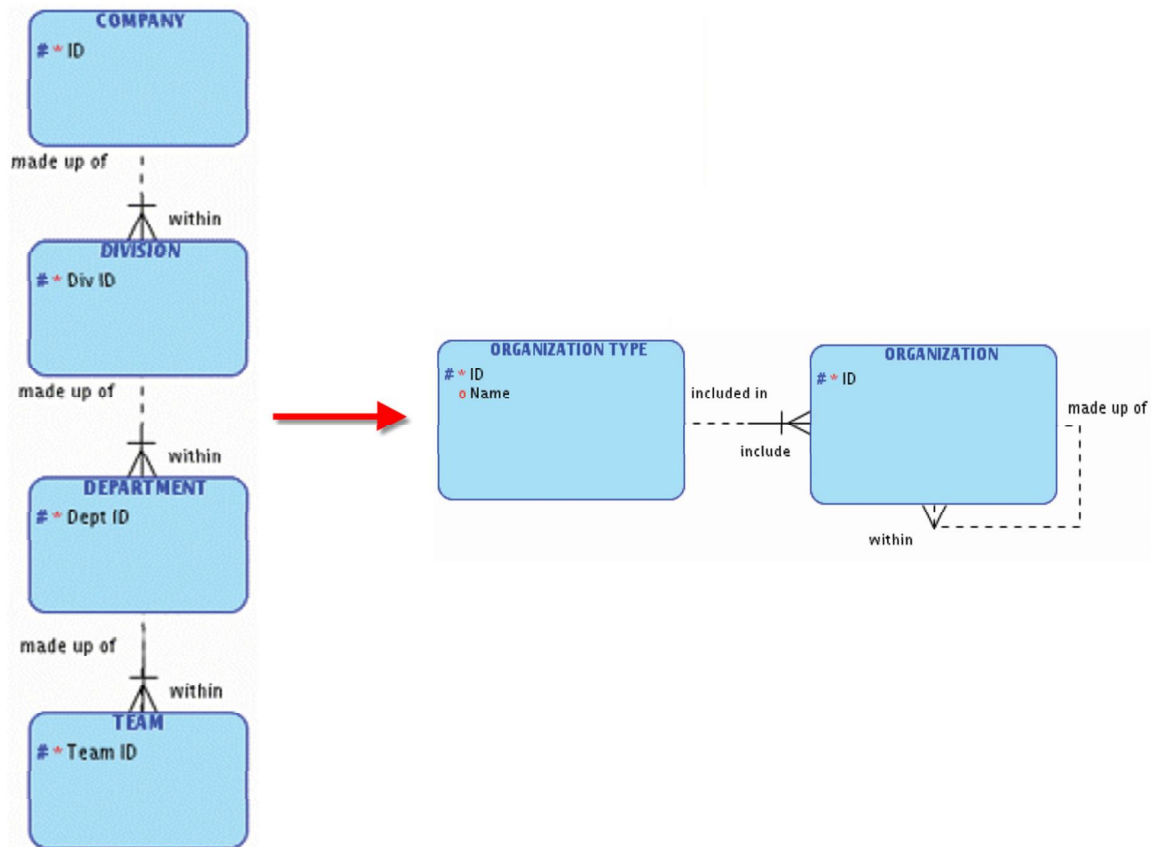 COMPANY
# * ID
made up of
within
DIVISION
# * Div ID
made up of
within
DEPARTMENT
# * Dept ID
made up of
within
TEAM
# * Team ID
ORGANIZATION TYPE
# * ID
o Name
included in
include
ORGANIZATION
# * ID
made up of
within